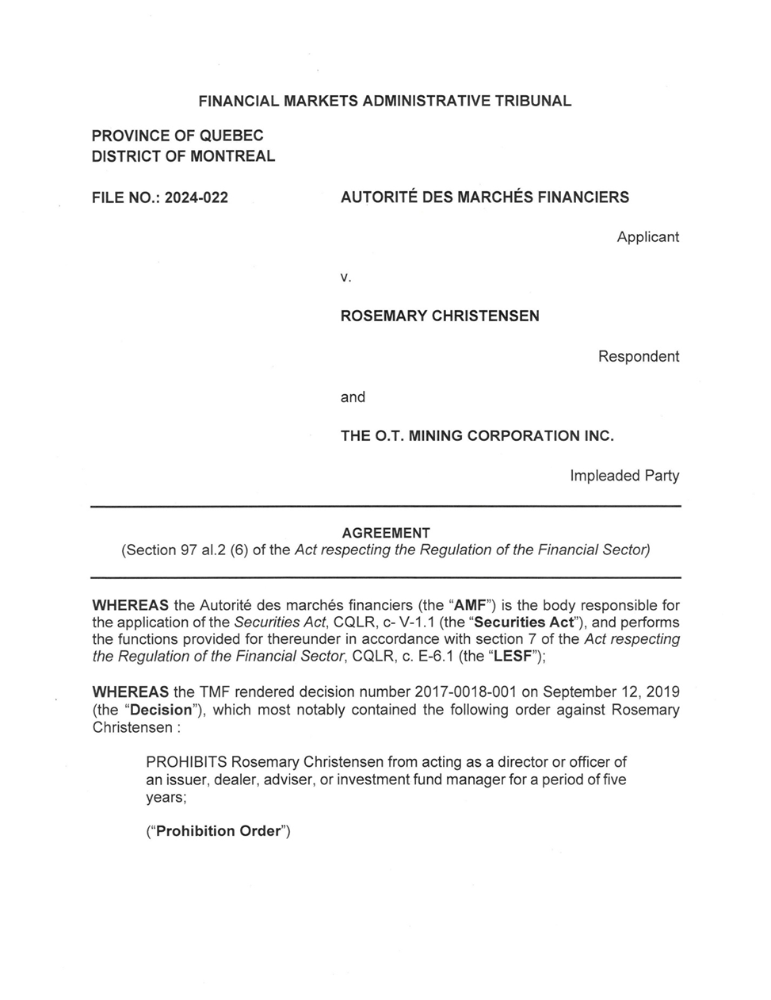 FINANCIAL MARKETS ADMINISTRATIVE TRIBUNAL
PROVINCE OF QUEBEC
DISTRICT OF MONTREAL
FILE NO.: 2024-022
AUTORITÉ DES MARCHÉS FINANCIERS
Applicant
v.
ROSEMARY CHRISTENSEN
Respondent
and
THE O.T. MINING CORPORATION INC.
Impleaded Party
AGREEMENT
(Section 97 al.2 (6) of the Act respecting the Regulation of the Financial Sector)
WHEREAS the Autorité des marchés financiers (the “AMF”) is the body responsible for
the application of the Securities Act, CQLR, c- V-1.1 (the “Securities Act”), and performs
the functions provided for thereunder in accordance with section 7 of the Act respecting
the Regulation of the Financial Sector, CQLR, c. E-6.1 (the “LESF”);
WHEREAS the TMF rendered decision number 2017-0018-001 on September 12, 2019
(the “Decision”), which most notably contained the following order against Rosemary
Christensen :
PROHIBITS Rosemary Christensen from acting as a director or officer of
an issuer, dealer, adviser, or investment fund manager for a period of five
years;
(“Prohibition Order”)